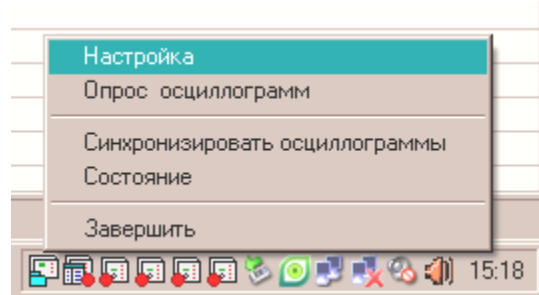 Настройка
Опрос осциллограмм
Синхронизировать осциллограммы
Состояние
Завершить
15:18